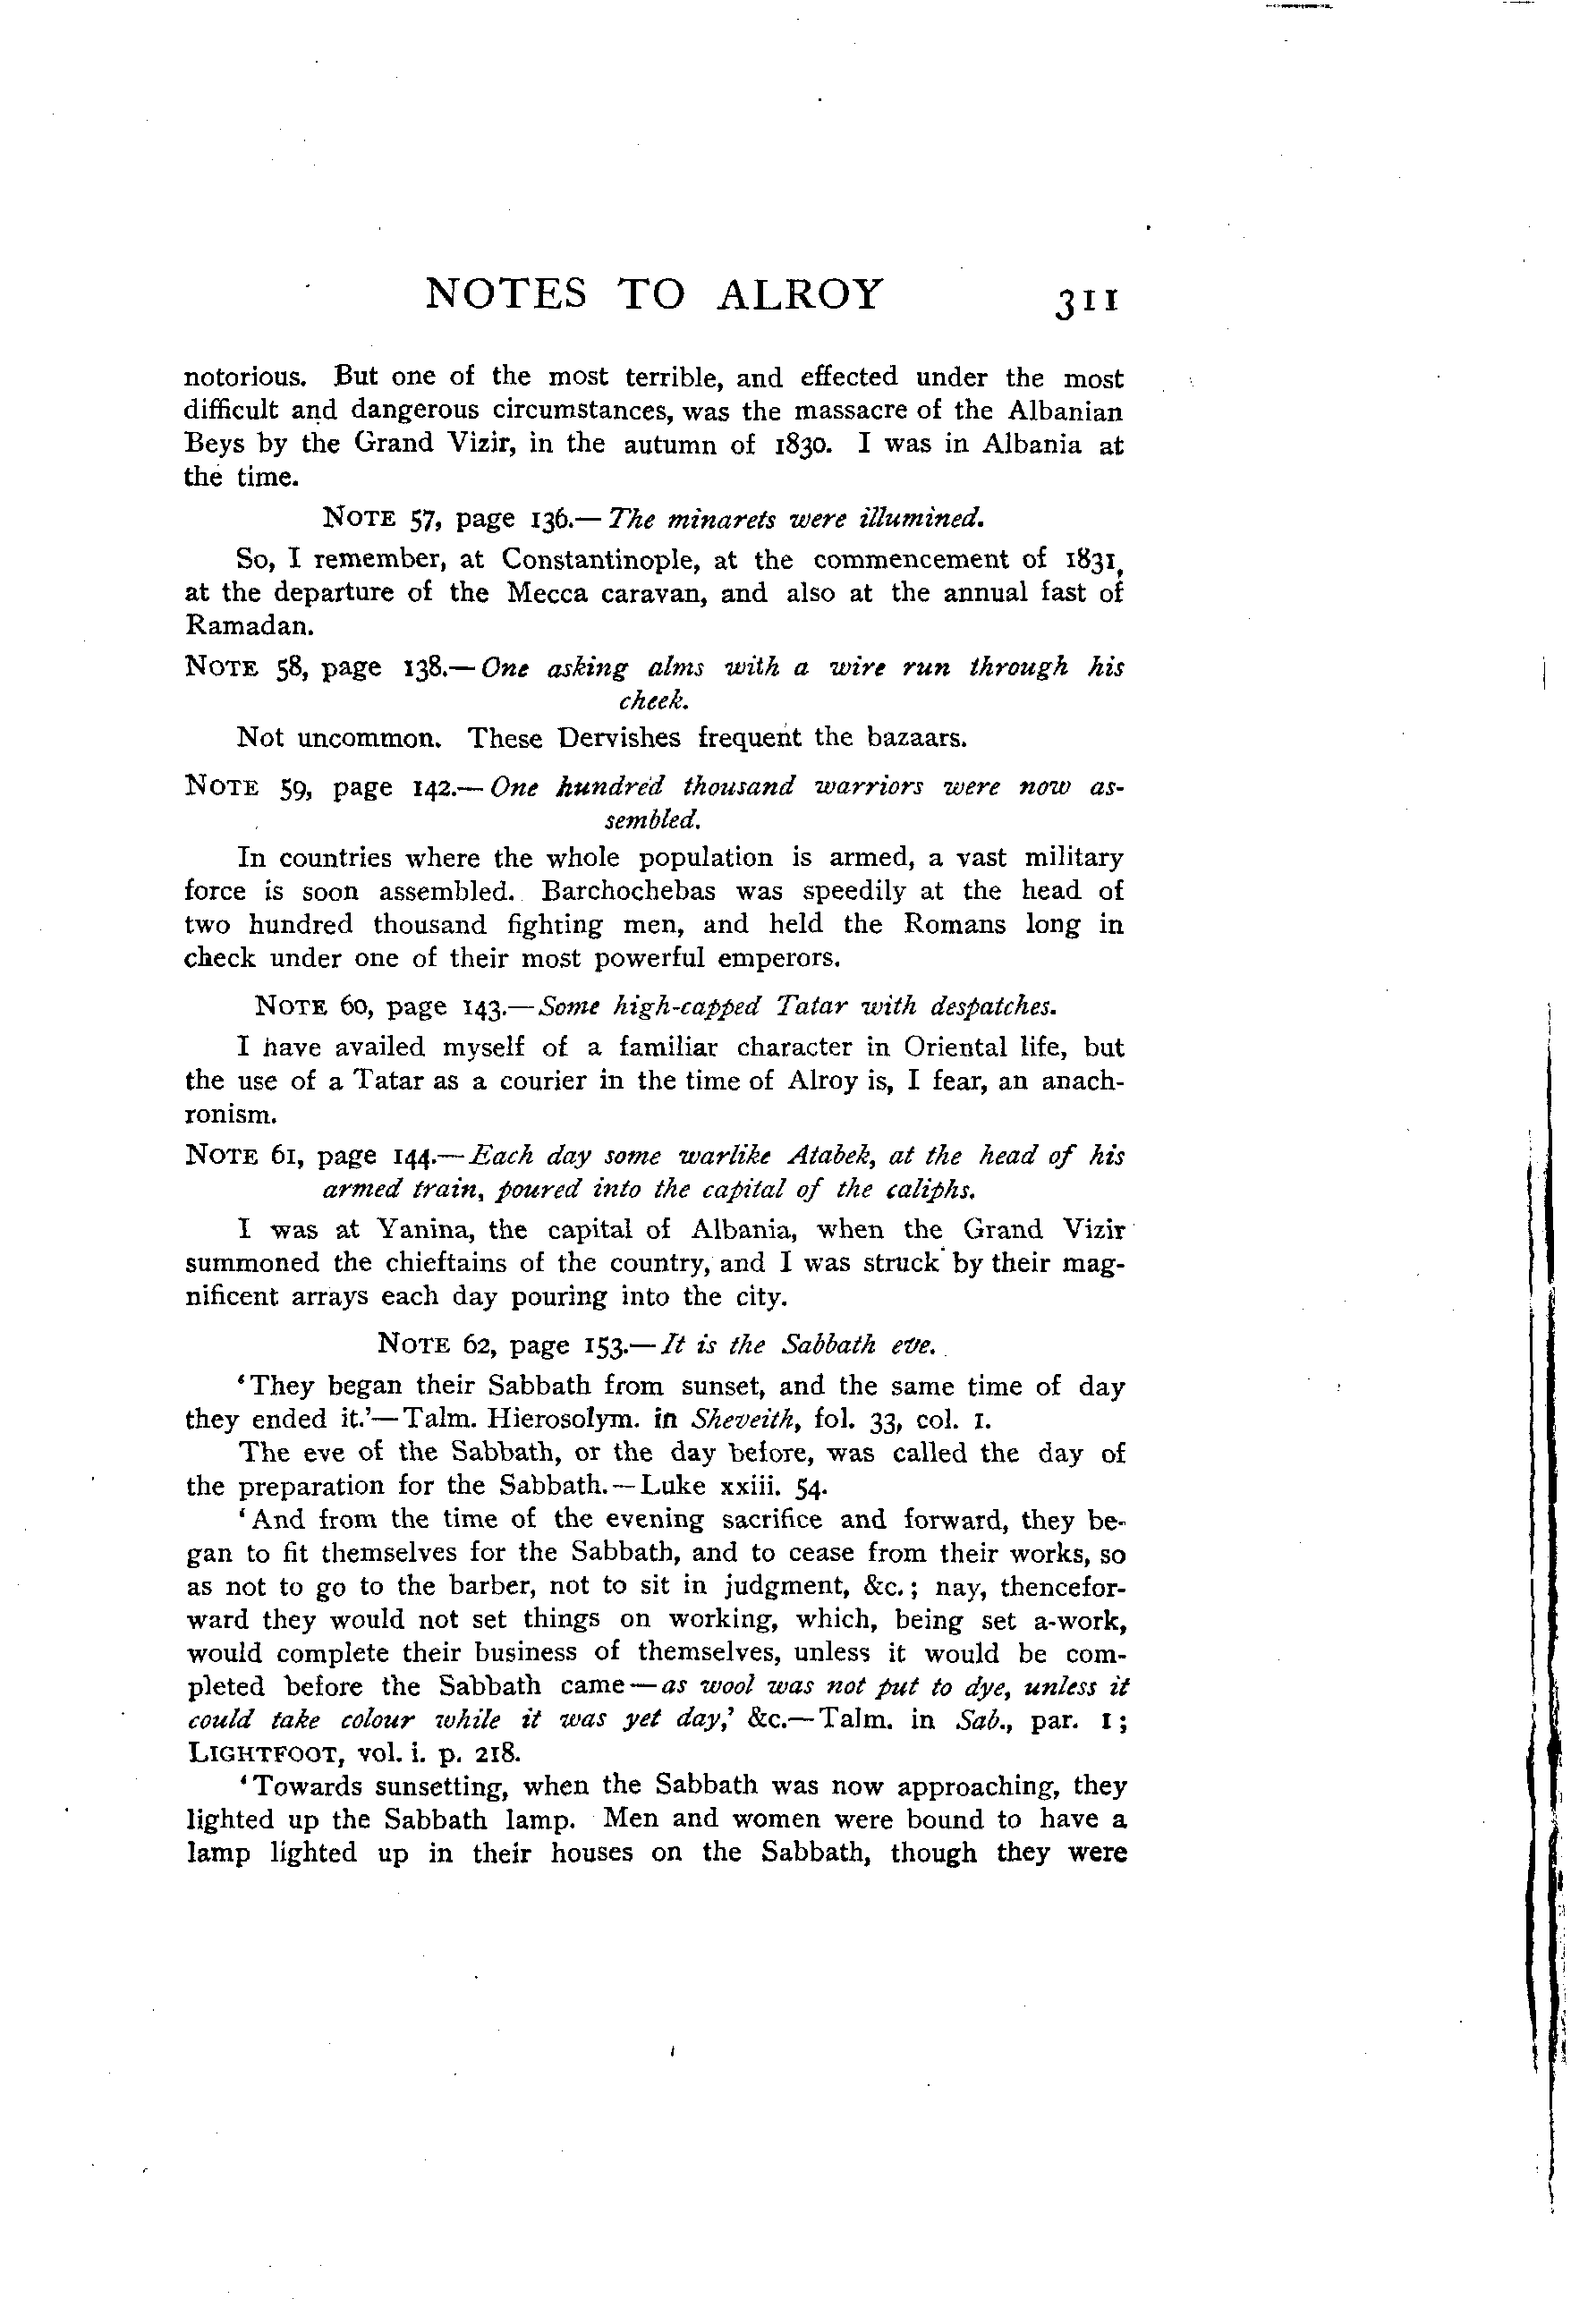 NOTES TO ALROY 311
notorious. But one of the most terrible, and effected under the most
difficult and dangerous circumstances, was the massacre of the Albanian
Beys by the Grand Vizir, in the autumn of 1830. I was in Albania at
the time.
NOTE 57, page 136.—The minarets were illumined.
So, I remember, at Constantinople, at the commencement of 1831,
at the departure of the Mecca caravan, and also at the annual fast of
Ramadan.
NOTE 58, page 138.—One asking alms with a wire run through his
cheek.
Not uncommon. These Dervishes frequent the bazaars.
NOTE 59, page 142.—One hundred thousand warriors were now as-
sembled.
In countries where the whole population is armed, a vast military
force is soon assembled. Barchochebas was speedily at the head of
two hundred thousand fighting men, and held the Romans long in
check under one of their most powerful emperors.
NOTE 60, page 143.—Some high-capped Tatar with despatches.
I have availed myself of a familiar character in Oriental life, but
the use of a Tatar as a courier in the time of Alroy is, I fear, an anach-
ronism.
NOTE 61, page 144.—Each day some warlike Atabek, at the head of his
armed train, poured into the capital of the caliphs.
I was at Yanina, the capital of Albania, when the Grand Vizir
summoned the chieftains of the country, and I was struck by their mag-
nificent arrays each day pouring into the city.
NOTE 62, page 153.—It is the Sabbath eve.
‘They began their Sabbath from sunset, and the same time of day
they ended it.’—Talm. Hierosolym. in Sheveith, fol. 33, col. 1.
The eve of the Sabbath, or the day before, was called the day of
the preparation for the Sabbath.—Luke xxiii. 54.
‘And from the time of the evening sacrifice and forward, they be-
gan to fit themselves for the Sabbath, and to cease from their works, so
as not to go to the barber, not to sit in judgment, &c.; nay, thencefor-
ward they would not set things on working, which, being set a-work,
would complete their business of themselves, unless it would be com-
pleted before the Sabbath came—as wool was not put to dye, unless it
could take colour while it was yet day,’ &c.—Talm. in Sab., par. 1;
LIGHTFOOT, vol. i. p. 218.
‘Towards sunsetting, when the Sabbath was now approaching, they
lighted up the Sabbath lamp. Men and women were bound to have a
lamp lighted up in their houses on the Sabbath, though they were